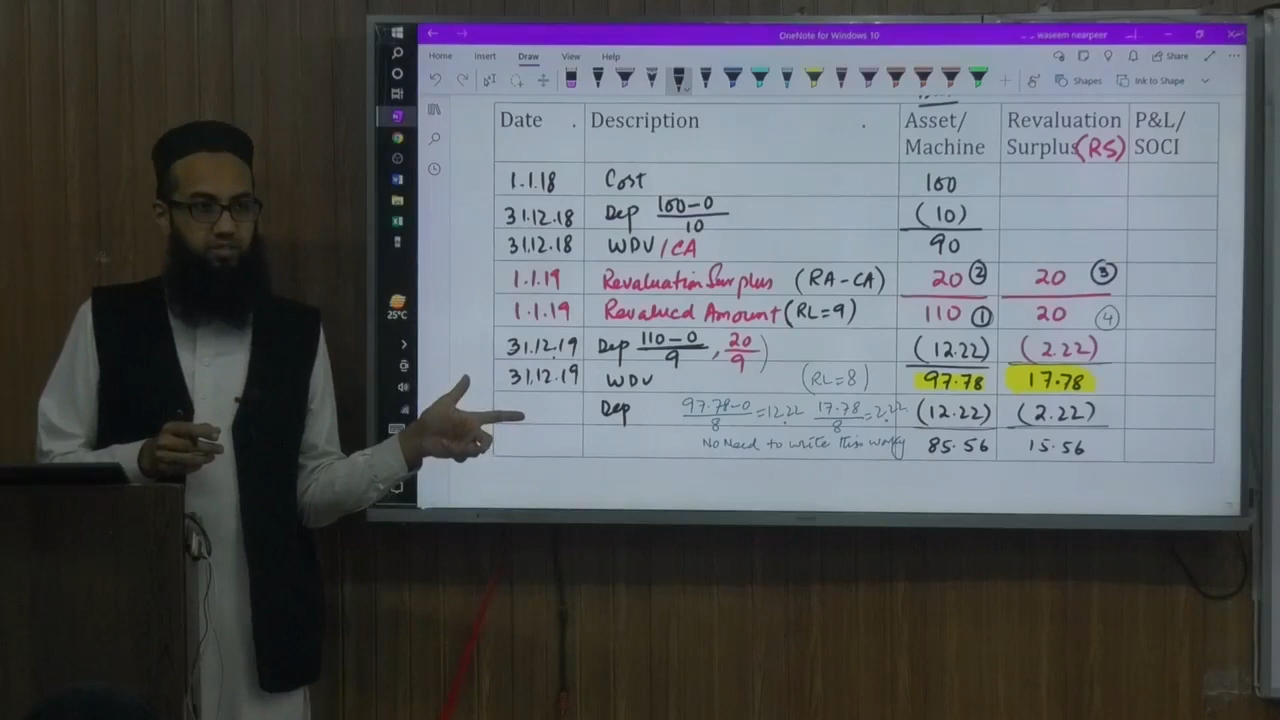 OneNote for Windows 10
waseem nearpeer
Home Insert Draw View Help
Share
Shapes Ink to Shape
Date . Description . Asset/ Revaluation P&L/
Machine Surplus (RS) SOCI
1.1.18 Cost 100
31.12.18 Dep 100-0/10 (10)
31.12.18 WDV/CA 90
1.1.19 Revaluation Surplus (RA-CA) 20 ② 20 ③
1.1.19 Revalued Amount (RL=9) 110 ① 20 ④
31.12.19 Dep 110-0/9 , 20/9 ) (12.22) (2.22)
31.12.19 WDV (RL=8) 97.78 17.78
Dep 97.78-0/8 =12.22 17.78/8 =2.22 (12.22) (2.22)
No Need to write this 85.56 15.56
25°C